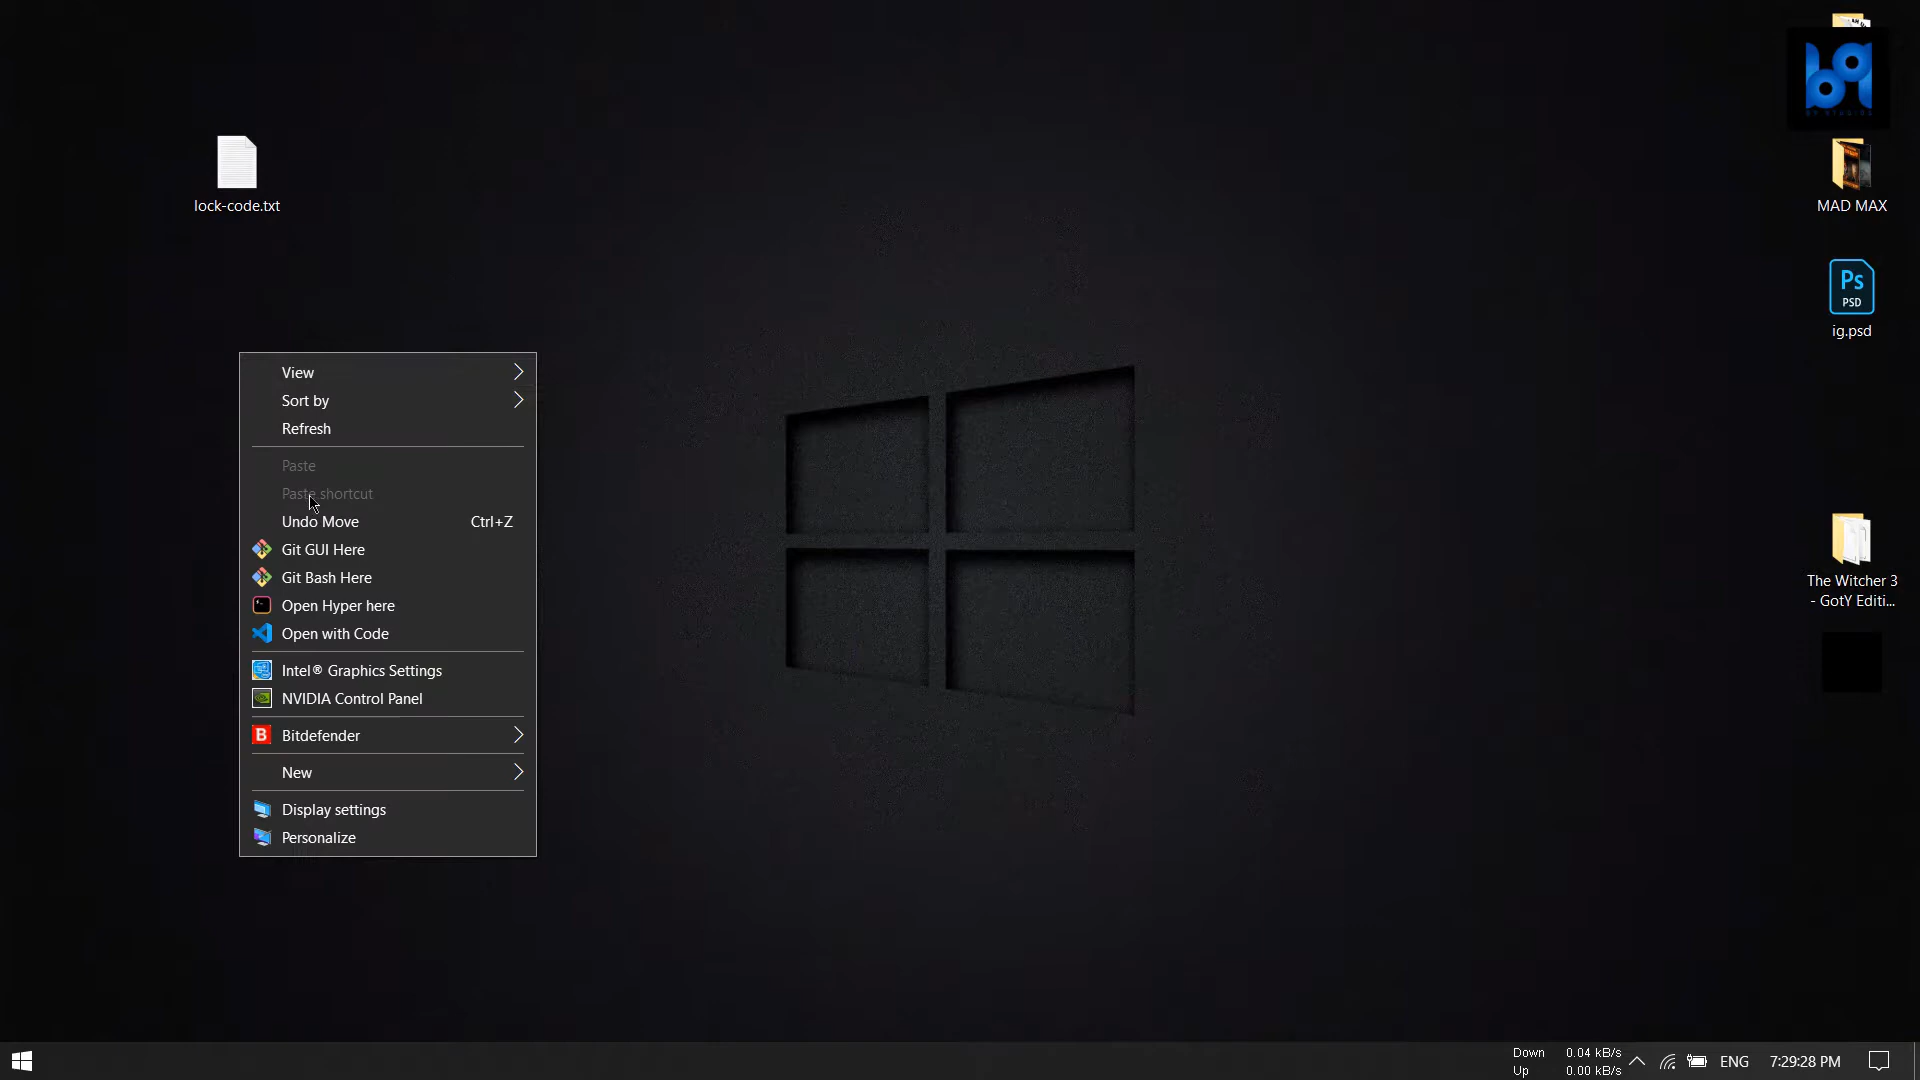 lock-code.txt
MAD MAX
Ps
PSD
ig.psd
View
Sort by
Refresh
Paste
Paste shortcut
Undo Move Ctrl+Z
Git GUI Here
Git Bash Here
Open Hyper here
Open with Code
Intel® Graphics Settings
NVIDIA Control Panel
B Bitdefender
New
Display settings
Personalize
The Witcher 3
- GotY Editi...
Down 0.04 kB/s
Up 0.00 kB/s
ENG
7:29:28 PM